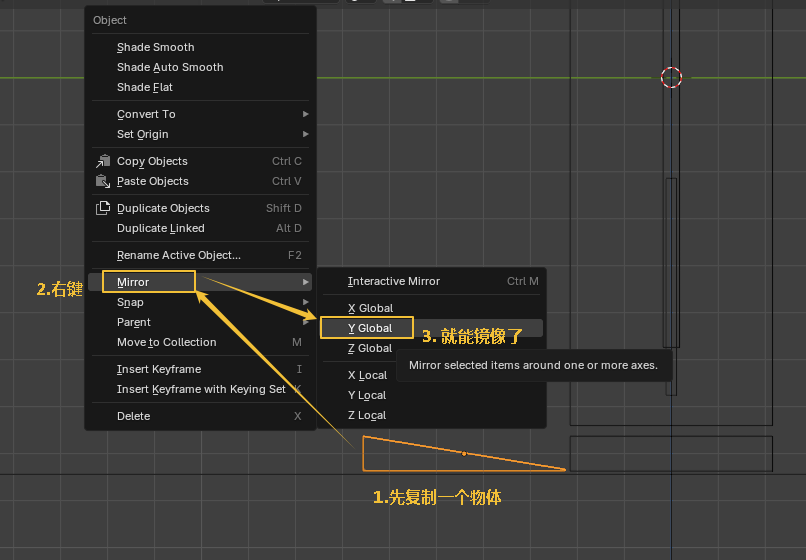 Object
Shade Smooth
Shade Auto Smooth
Shade Flat
Convert To
Set Origin
Copy Objects Ctrl C
Paste Objects Ctrl V
Duplicate Objects Shift D
Duplicate Linked Alt D
Rename Active Object... F2
2.右键
Mirror
Snap
Parent
Move to Collection M
Insert Keyframe I
Insert Keyframe with Keying Set K
Delete X
Interactive Mirror Ctrl M
X Global
Y Global
3. 就能镜像了
Z Global
Mirror selected items around one or more axes.
X Local
Y Local
Z Local
1.先复制一个物体